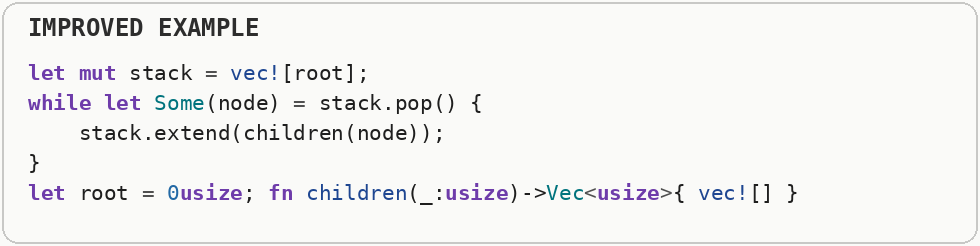 IMPROVED EXAMPLE
let mut stack = vec![root];
while let Some(node) = stack.pop() {
    stack.extend(children(node));
}
let root = 0usize; fn children(_:usize)->Vec<usize>{ vec![] }